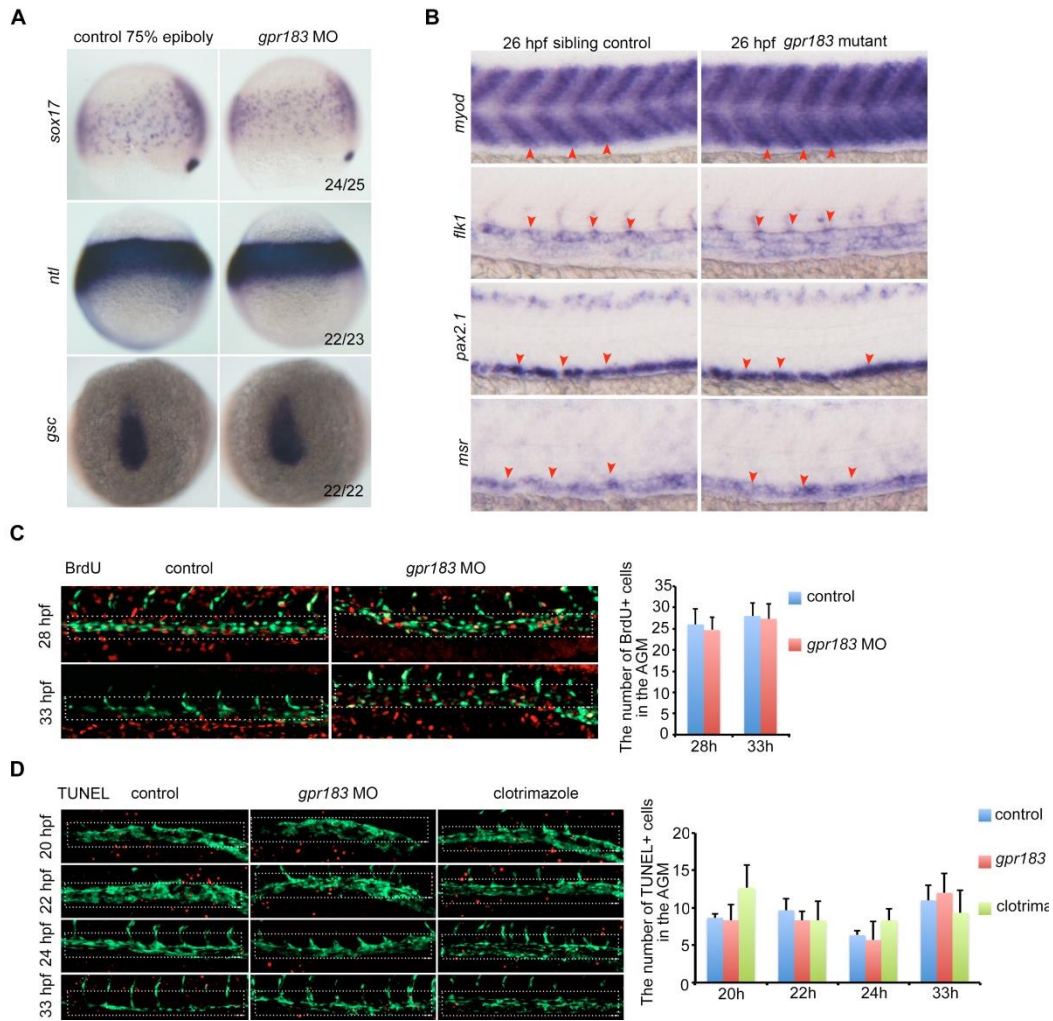 A
control 75% epiboly
gpr183 MO
sox17
24/25
ntl
22/23
gsc
22/22
B
26 hpf sibling control
26 hpf gpr183 mutant
myod
flk1
pax2.1
msr
C
BrdU
control
gpr183 MO
28 hpf
33 hpf
The number of BrdU+ cells
in the AGM
35
30
25
20
15
10
5
0
28h
33h
control
gpr183 MO
D
TUNEL
control
gpr183 MO
clotrimazole
20 hpf
22 hpf
24 hpf
33 hpf
The number of TUNEL+ cells
in the AGM
20
15
10
5
0
20h
22h
24h
33h
control
gpr183
clotrima